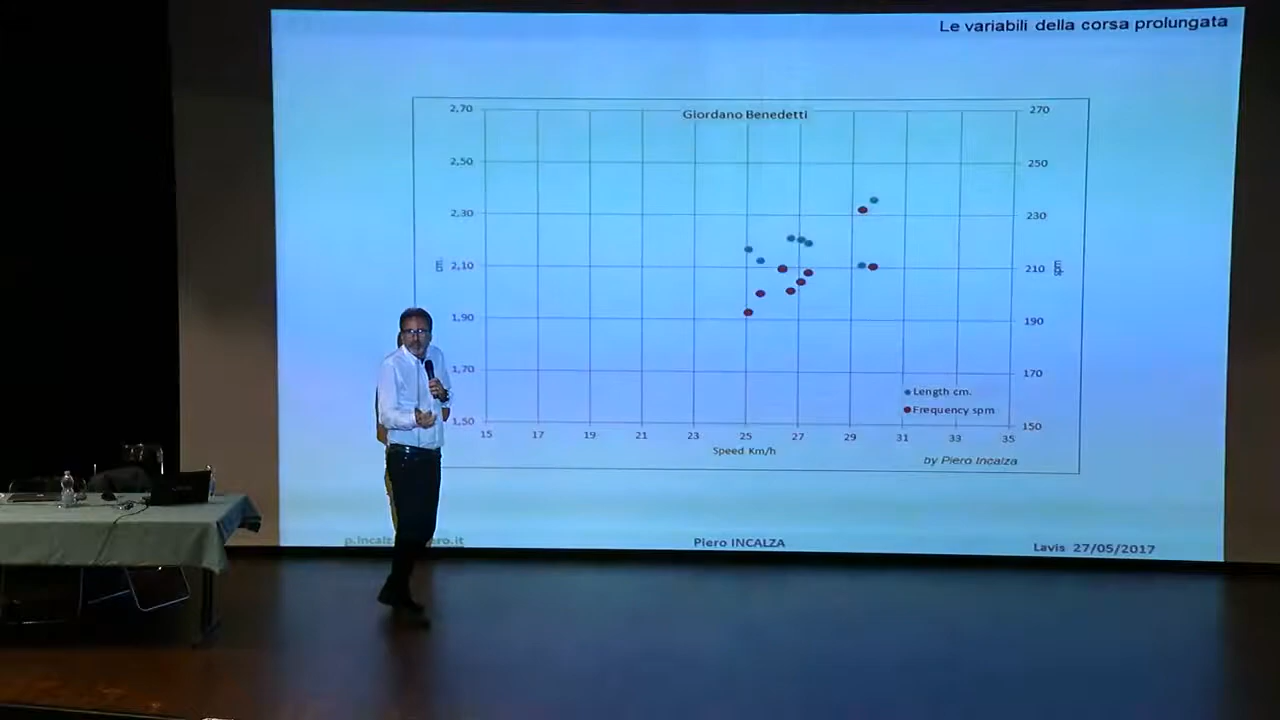 Le variabili della corsa prolungata
Giordano Benedetti
2,70
2,50
2,30
2,10
1,90
1,70
1,50
cm
270
250
230
210
190
170
150
spm
15 17 19 21 23 25 27 29 31 33 35
Speed Km/h
Length cm.
Frequency spm
by Piero Incalza
Piero INCALZA
Lavis 27/05/2017